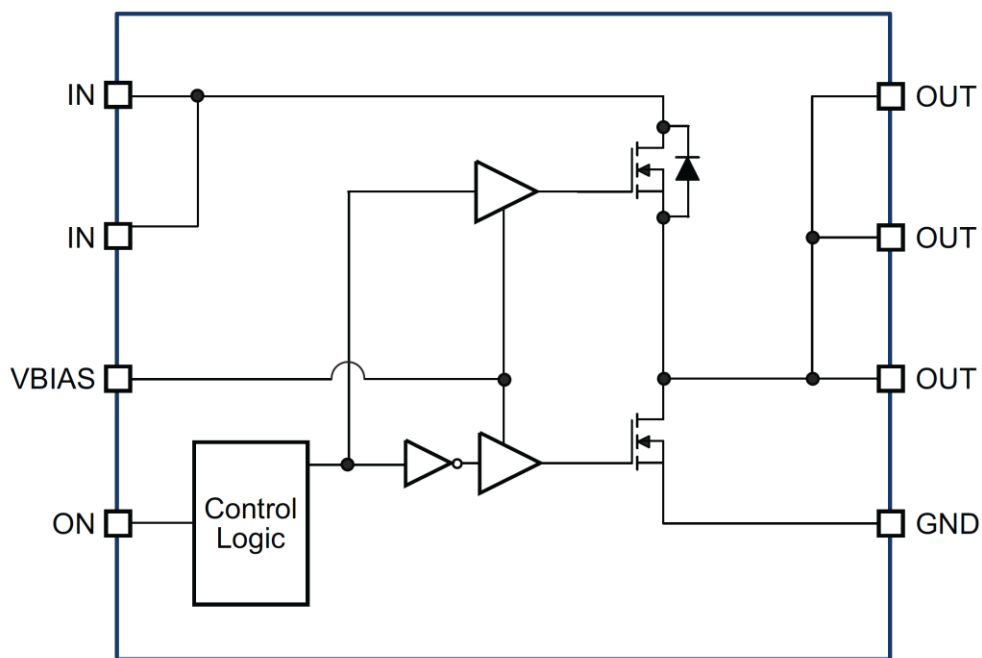 IN
OUT
IN
OUT
VBIAS
OUT
Control
Logic
ON
GND